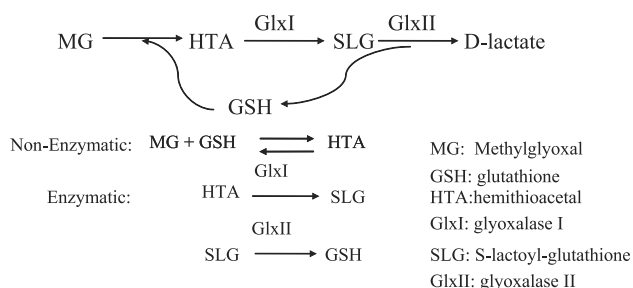 GlxI GlxII
MG HTA SLG D-lactate
GSH
Non-Enzymatic: MG + GSH HTA
MG: Methylglyoxal
GlxI
GSH: glutathione
Enzymatic: HTA SLG
HTA:hemithioacetal
GlxI: glyoxalase I
GlxII
SLG GSH
SLG: S-lactoyl-glutathione
GlxII: glyoxalase II